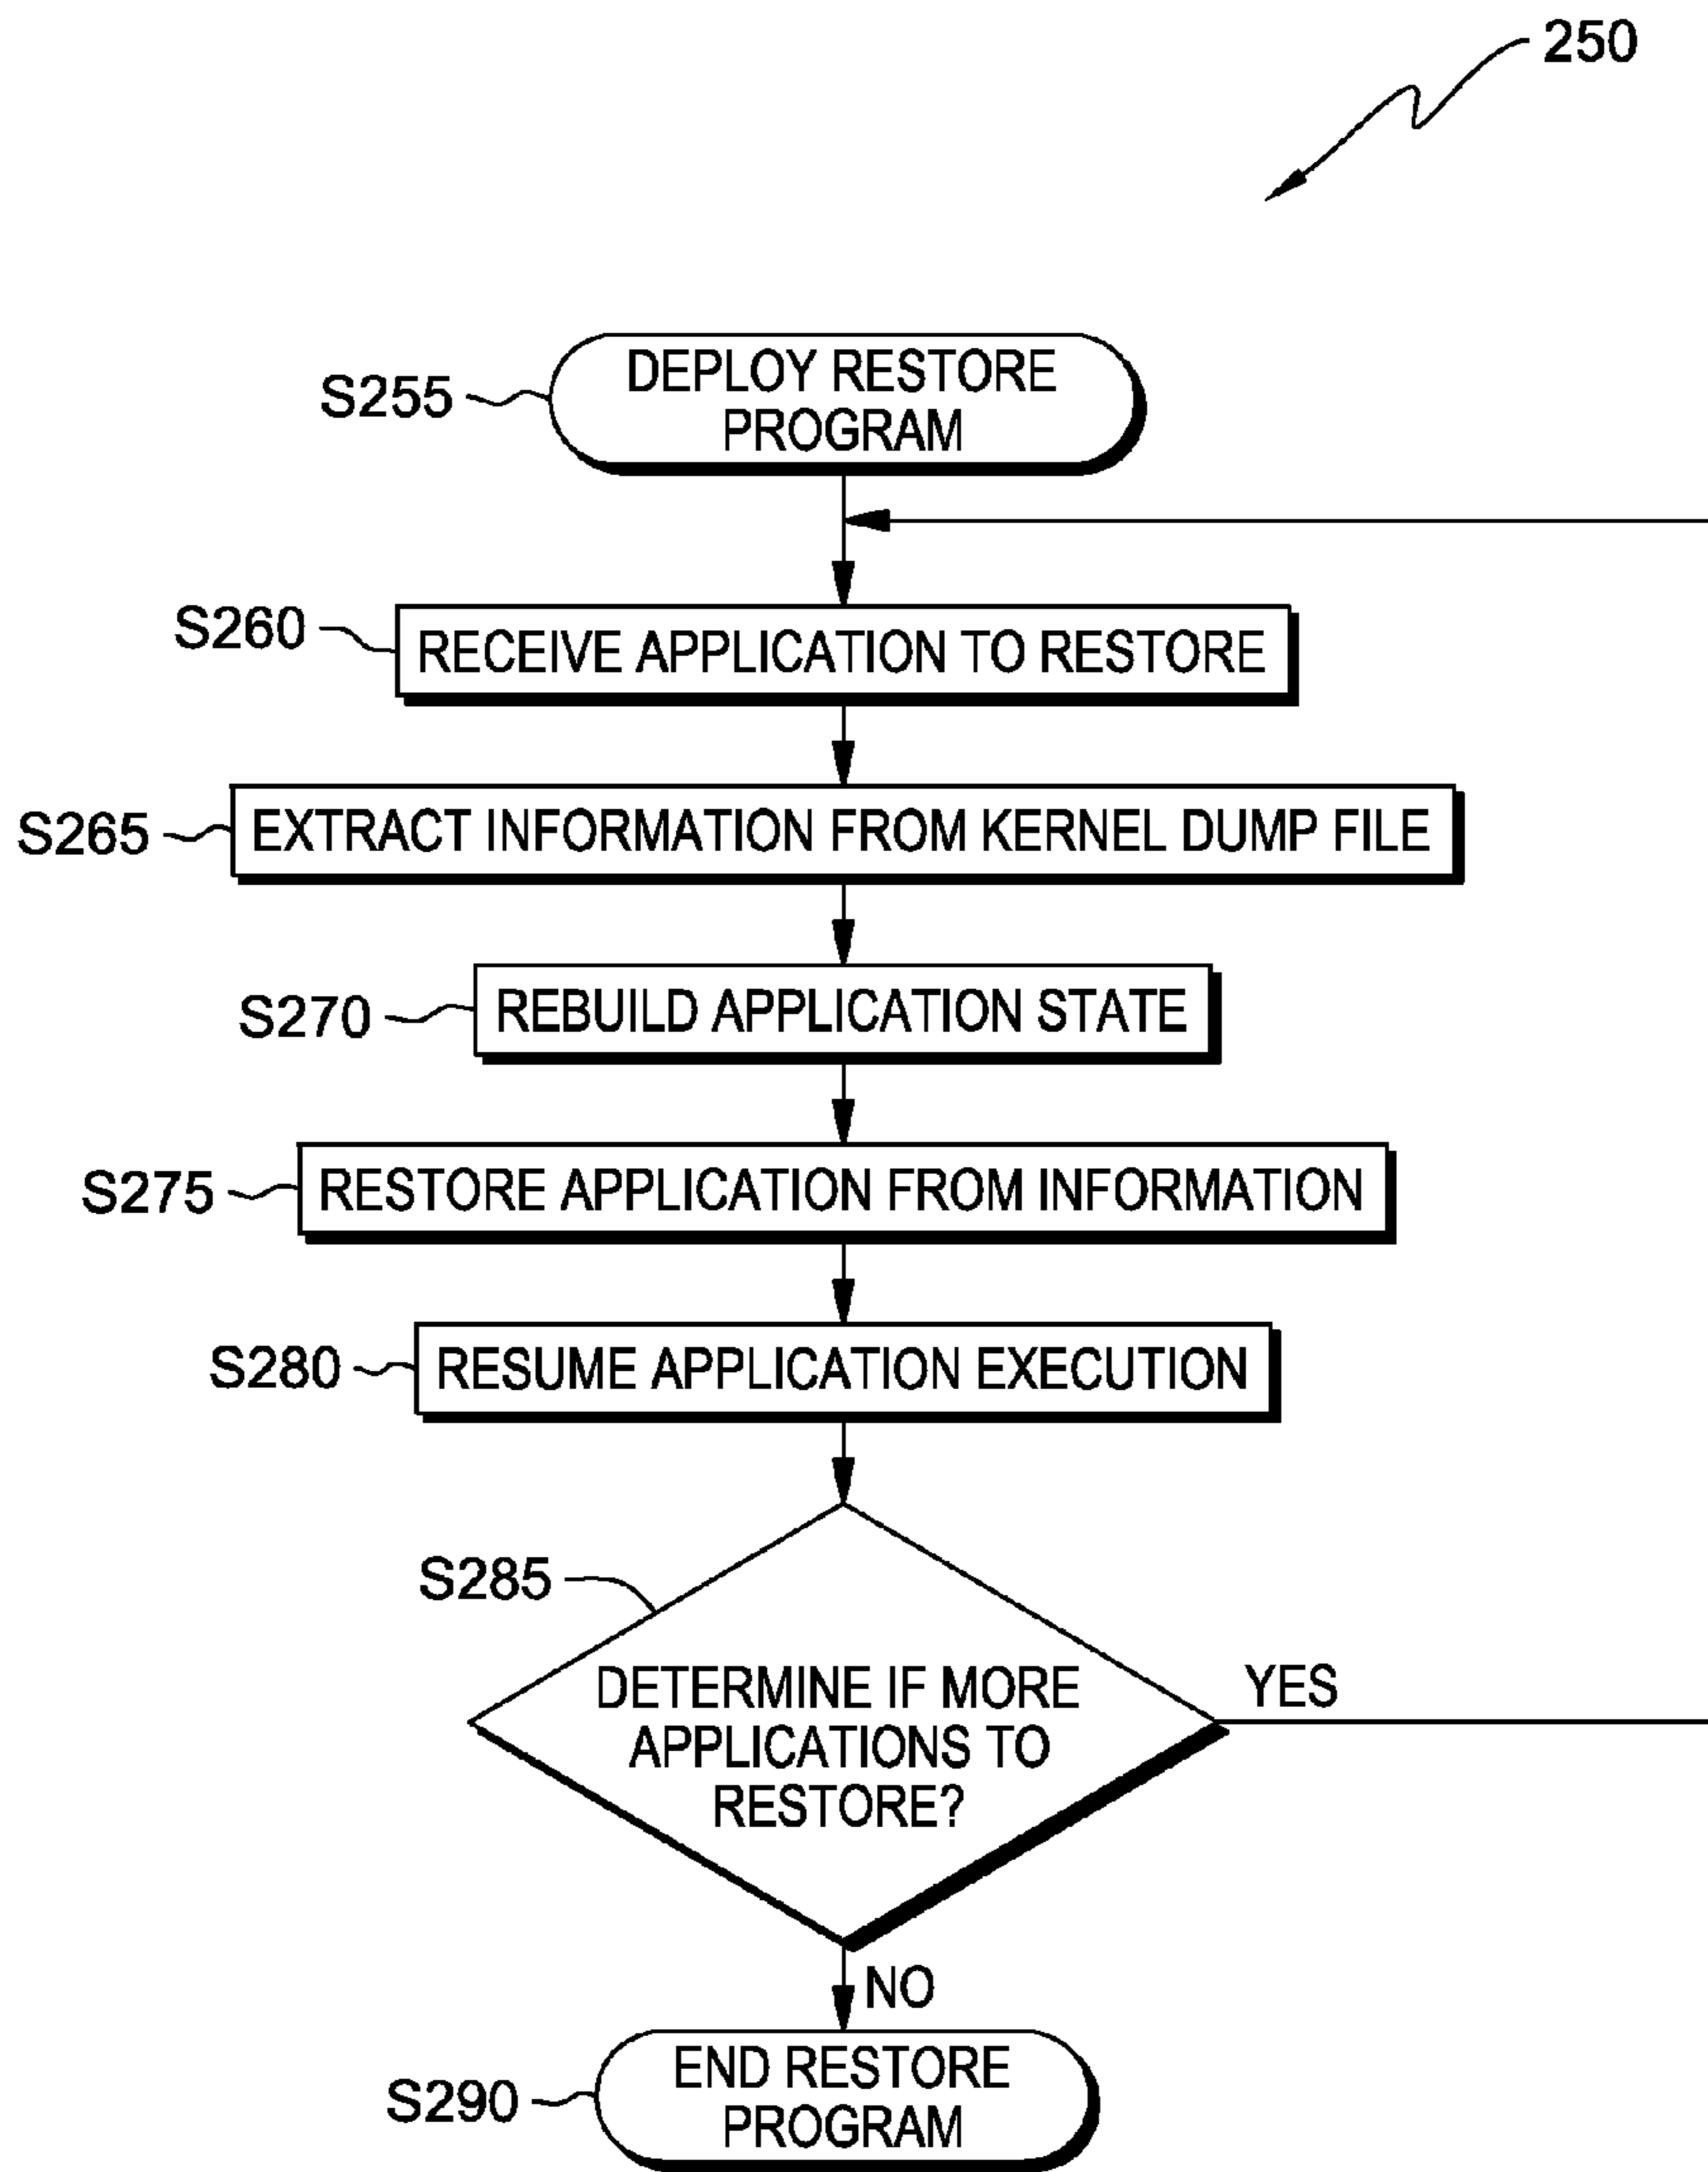 250
S255
DEPLOY RESTORE
PROGRAM
S260
RECEIVE APPLICATION TO RESTORE
S265
EXTRACT INFORMATION FROM KERNEL DUMP FILE
S270
REBUILD APPLICATION STATE
S275
RESTORE APPLICATION FROM INFORMATION
S280
RESUME APPLICATION EXECUTION
S285
DETERMINE IF MORE
APPLICATIONS TO
RESTORE?
YES
NO
S290
END RESTORE
PROGRAM